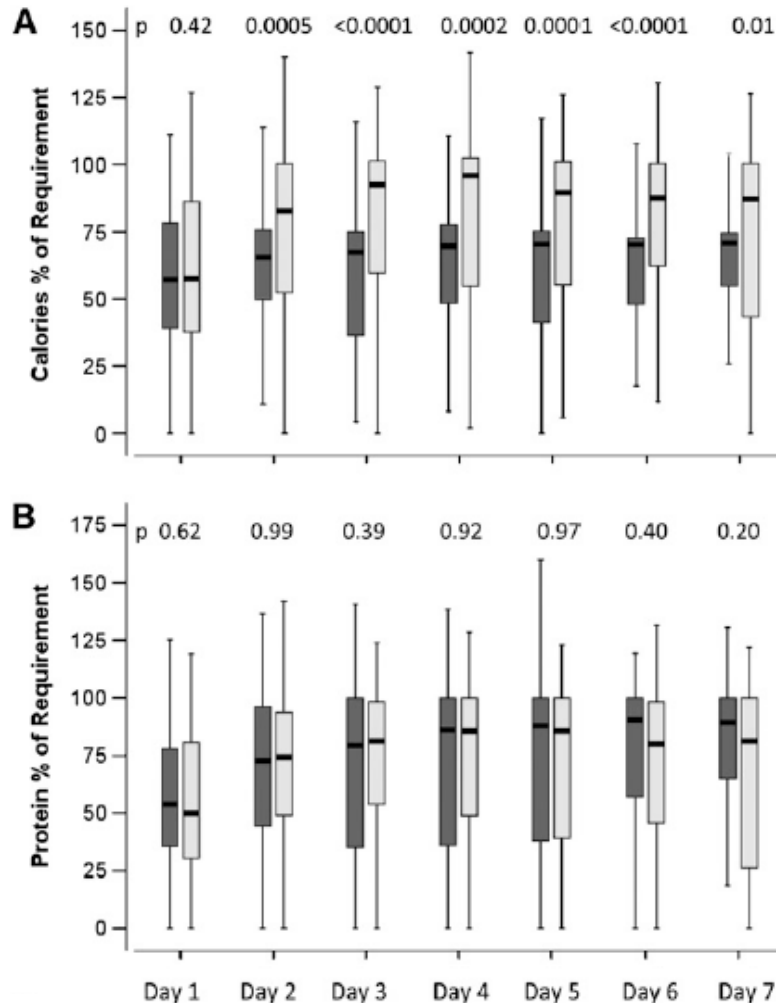 A
p 0.42 0.0005 <0.0001 0.0002 0.0001 <0.0001 0.01
150
125
100
75
50
25
0
Calories % of Requirement
B
p 0.62 0.99 0.39 0.92 0.97 0.40 0.20
175
150
125
100
75
50
25
0
Protein % of Requirement
Day 1 Day 2 Day 3 Day 4 Day 5 Day 6 Day 7